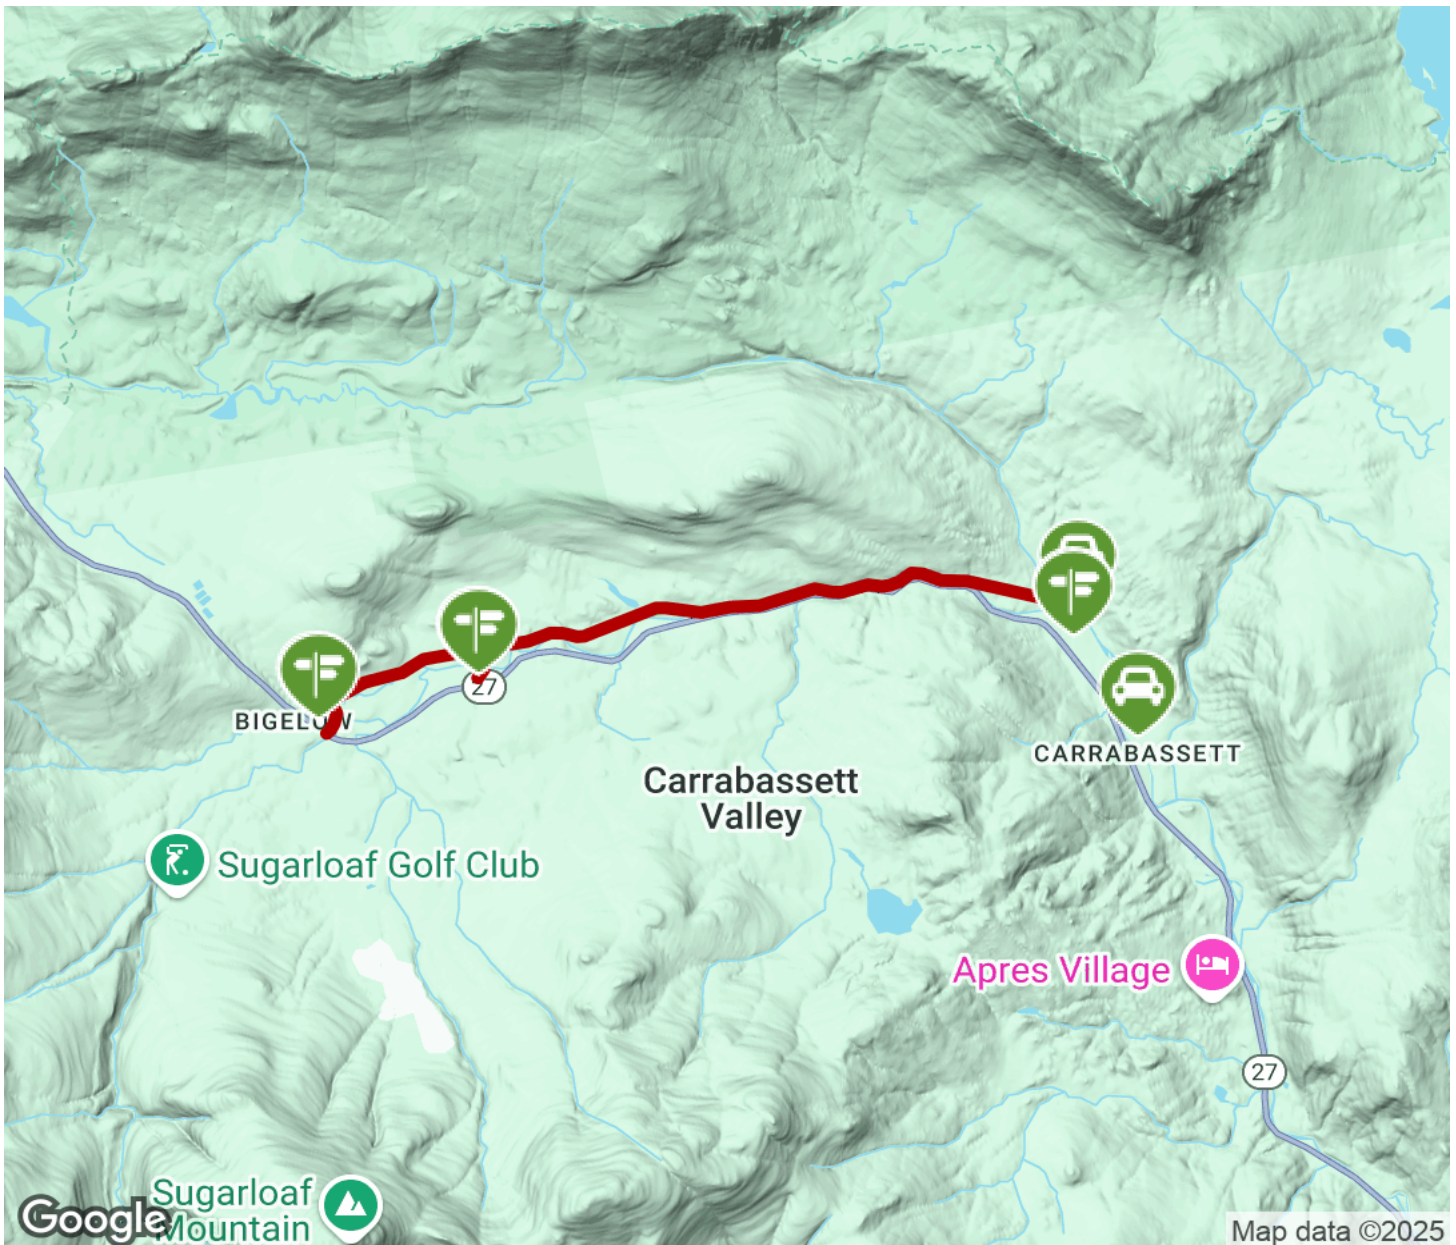 27
BIGELOW
CARRABASSETT
Carrabassett
Valley
Sugarloaf Golf Club
Apres Village
27
Sugarloaf
Mountain
Google
Map data ©2025